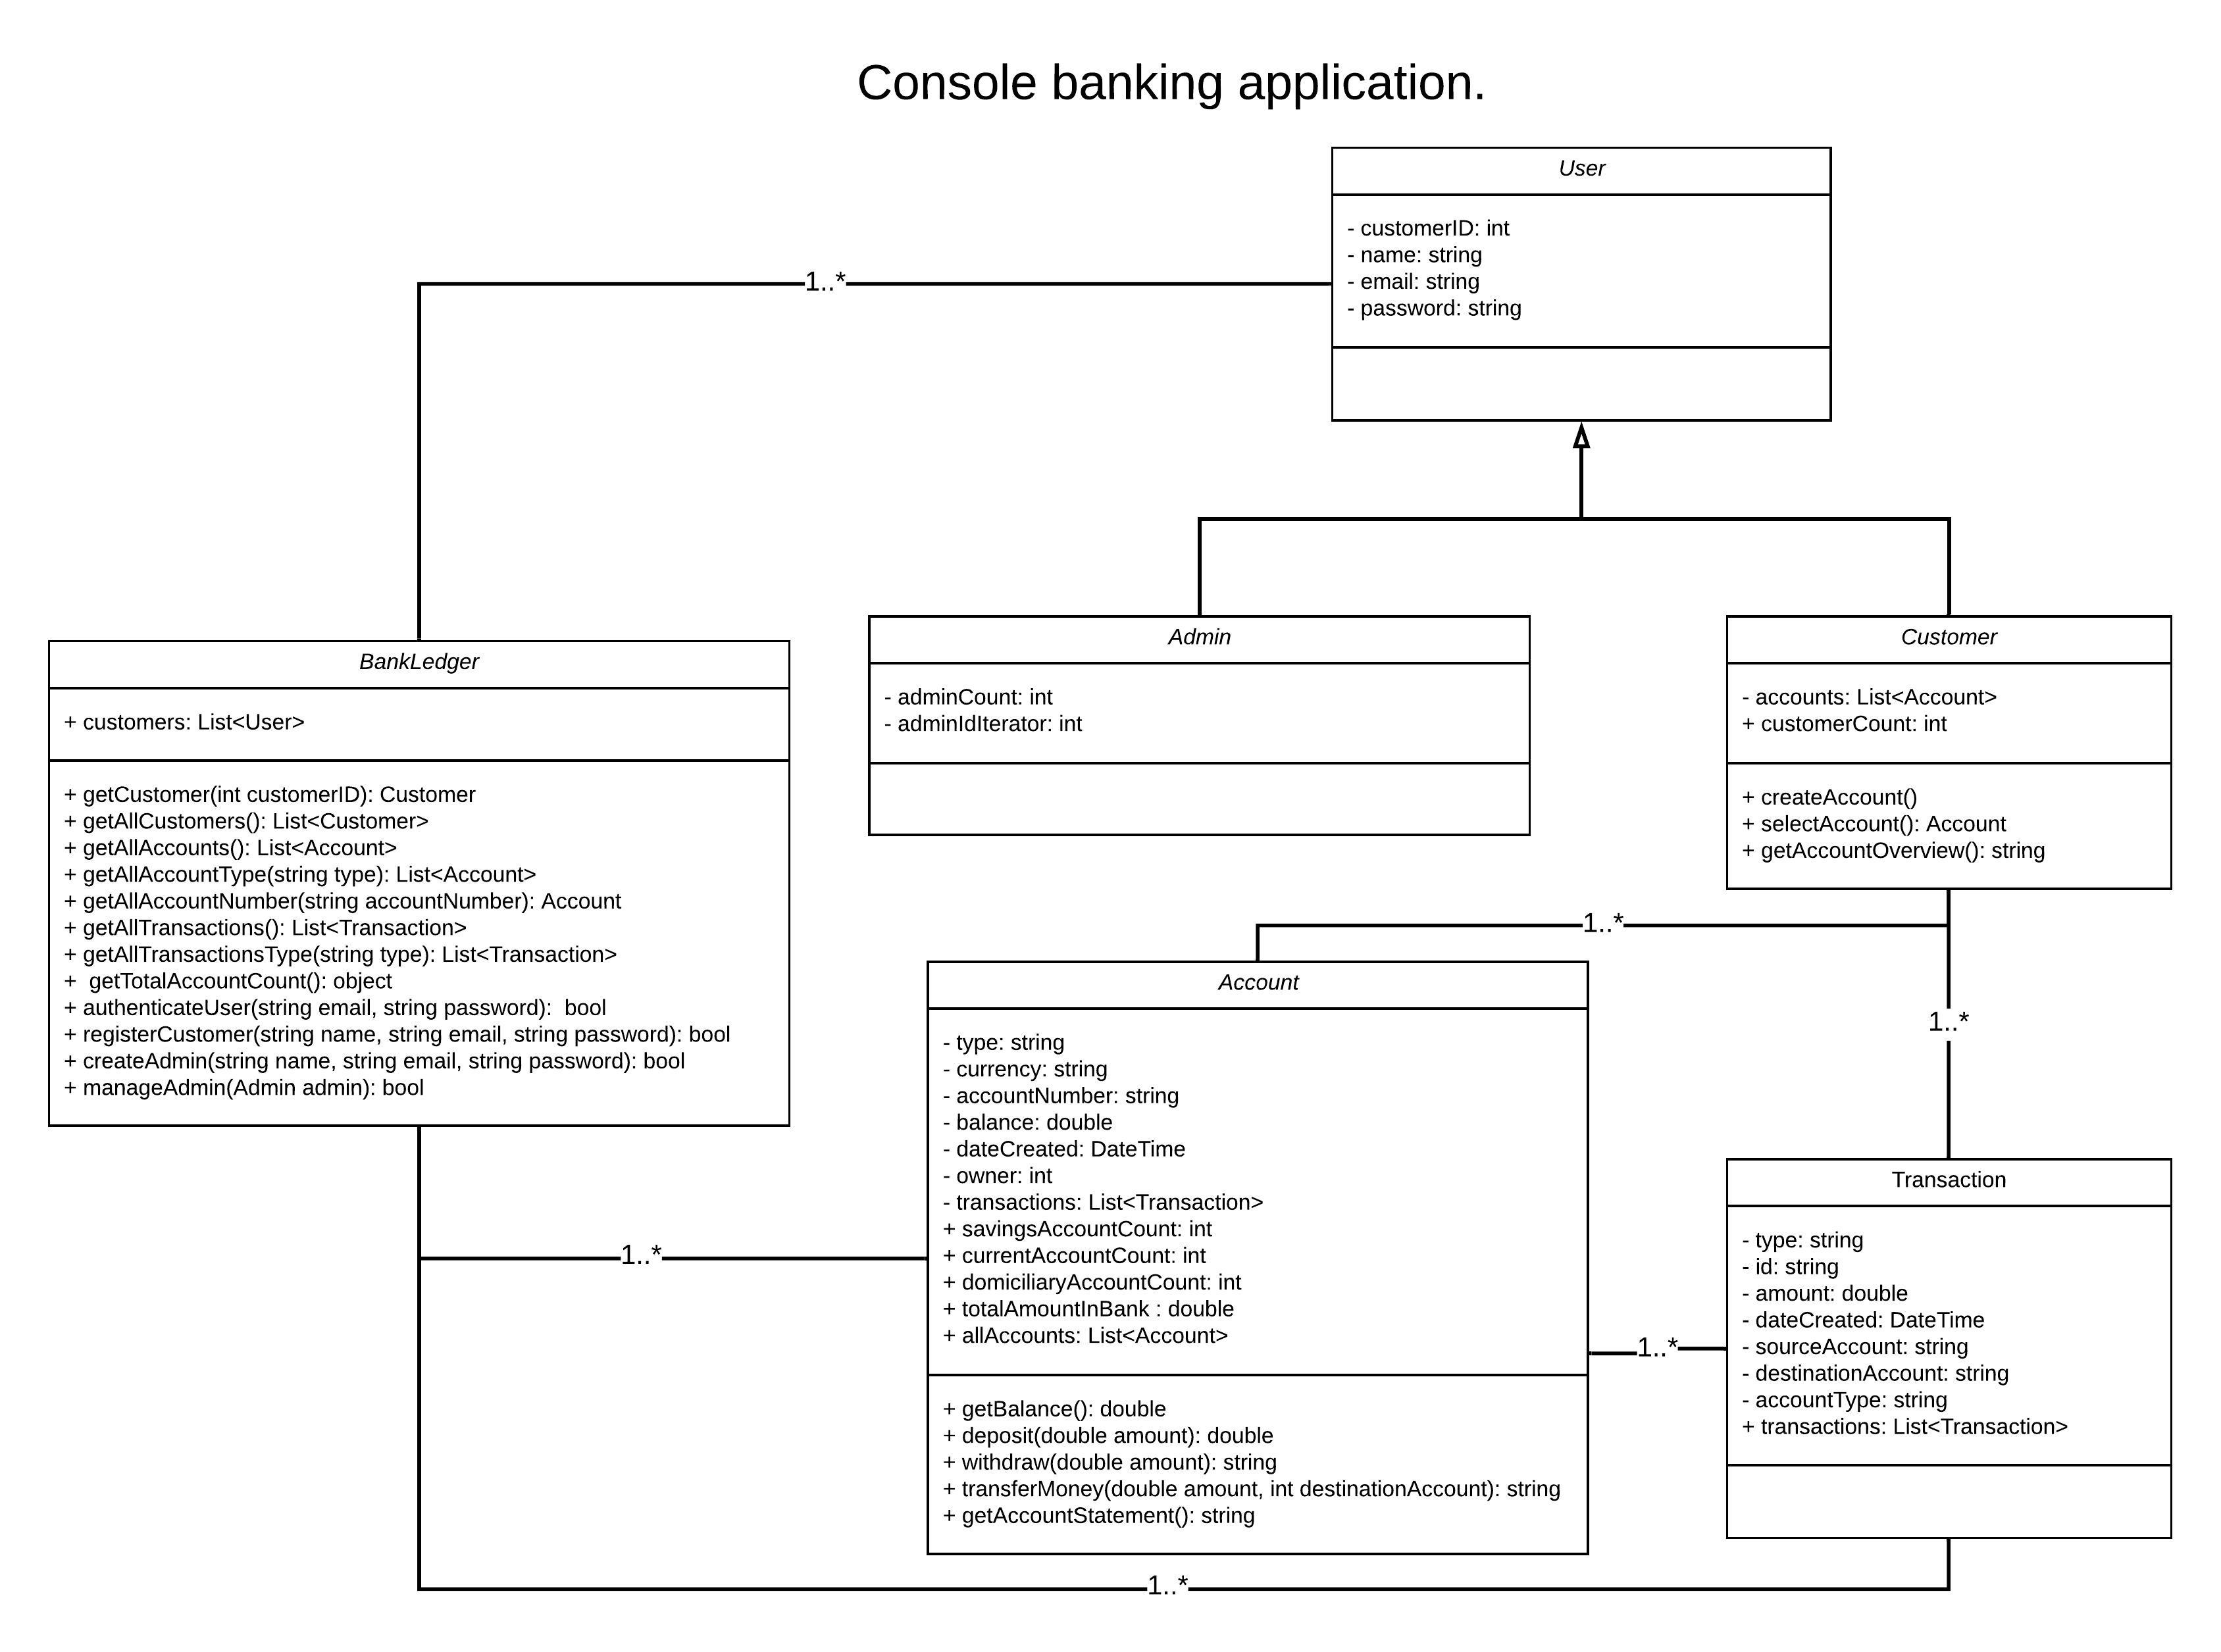 Console banking application.
User
- customerID: int
- name: string
- email: string
- password: string
1..*
BankLedger
+ customers: List<User>
+ getCustomer(int customerID): Customer
+ getAllCustomers(): List<Customer>
+ getAllAccounts(): List<Account>
+ getAllAccountType(string type): List<Account>
+ getAllAccountNumber(string accountNumber): Account
+ getAllTransactions(): List<Transaction>
+ getAllTransactionsType(string type): List<Transaction>
+  getTotalAccountCount(): object
+ authenticateUser(string email, string password):  bool
+ registerCustomer(string name, string email, string password): bool
+ createAdmin(string name, string email, string password): bool
+ manageAdmin(Admin admin): bool
Admin
- adminCount: int
- adminIdIterator: int
Customer
- accounts: List<Account>
+ customerCount: int
+ createAccount()
+ selectAccount(): Account
+ getAccountOverview(): string
1..*
1..*
Account
- type: string
- currency: string
- accountNumber: string
- balance: double
- dateCreated: DateTime
- owner: int
- transactions: List<Transaction>
+ savingsAccountCount: int
+ currentAccountCount: int
+ domiciliaryAccountCount: int
+ totalAmountInBank : double
+ allAccounts: List<Account>
+ getBalance(): double
+ deposit(double amount): double
+ withdraw(double amount): string
+ transferMoney(double amount, int destinationAccount): string
+ getAccountStatement(): string
1..*
1..*
Transaction
- type: string
- id: string
- amount: double
- dateCreated: DateTime
- sourceAccount: string
- destinationAccount: string
- accountType: string
+ transactions: List<Transaction>
1..*